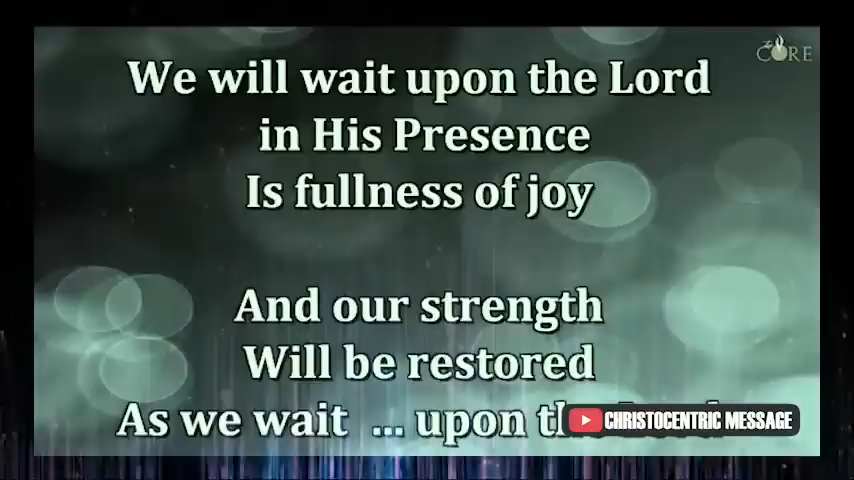 CORE
We will wait upon the Lord
in His Presence
Is fullness of joy
And our strength
Will be restored
As we wait ... upon
CHRISTOCENTRIC MESSAGE